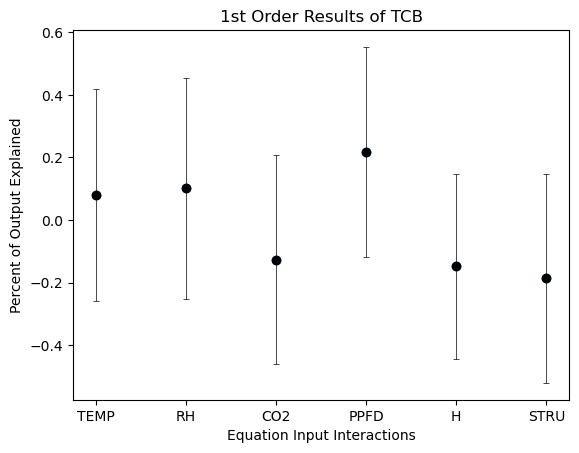 1st Order Results of TCB
Percent of Output Explained
0.6
0.4
0.2
0.0
−0.2
−0.4
TEMP RH CO2 PPFD H STRU
Equation Input Interactions